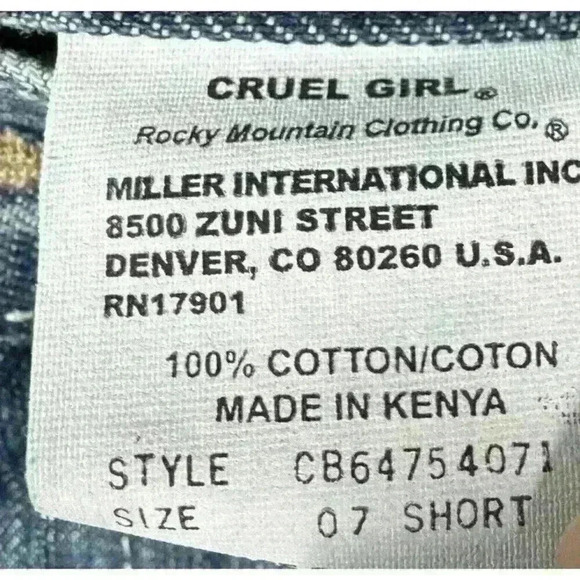 CRUEL GIRL®
Rocky Mountain Clothing Co.®
MILLER INTERNATIONAL INC
8500 ZUNI STREET
DENVER, CO 80260 U.S.A.
RN17901
100% COTTON/COTON
MADE IN KENYA
STYLE CB64754071
SIZE 07 SHORT